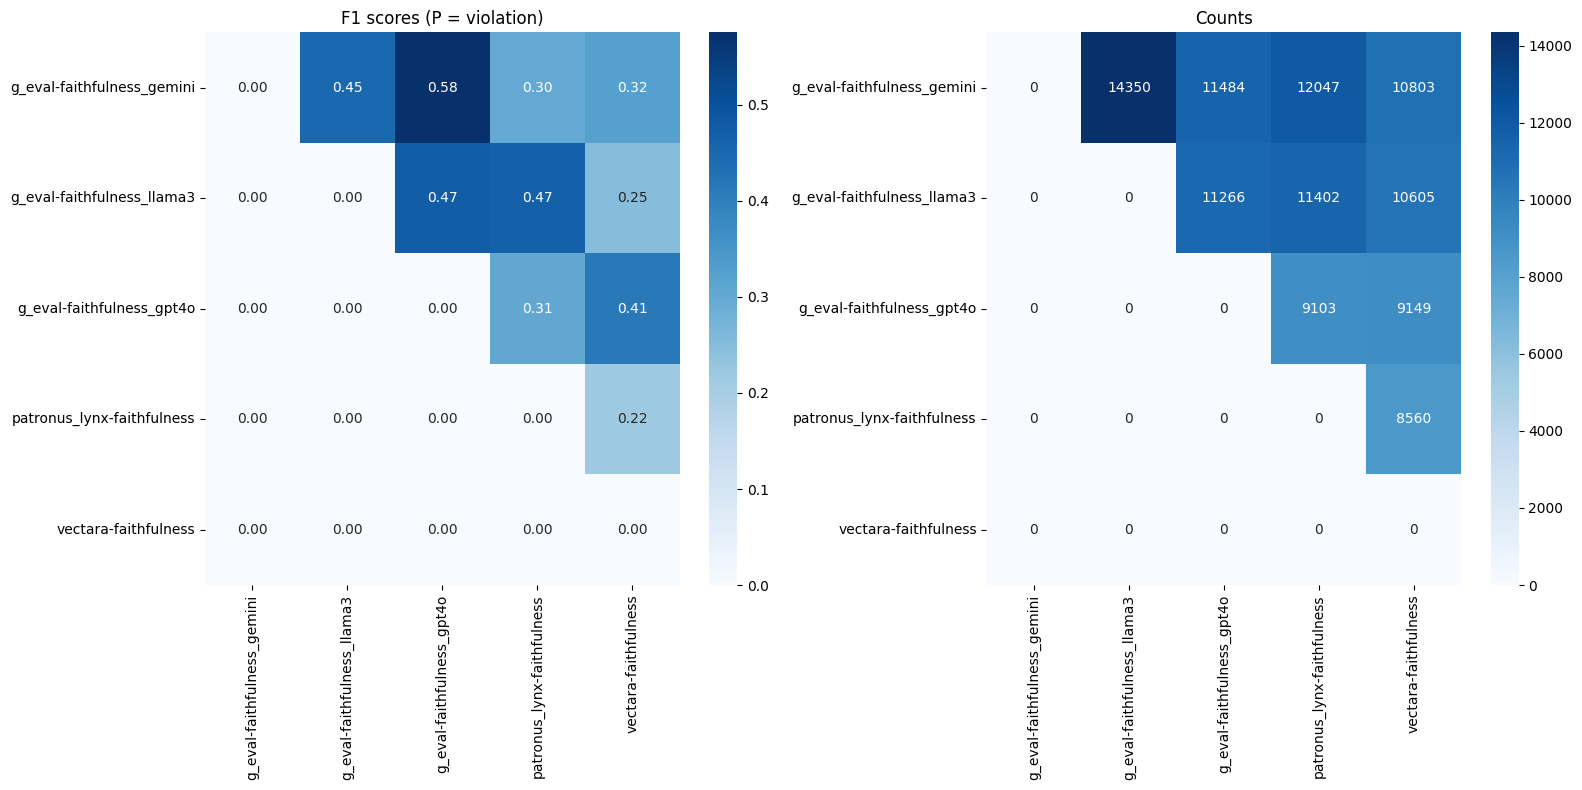 F1 scores (P = violation)
g_eval-faithfulness_gemini
0.00 0.45 0.58 0.30 0.32
g_eval-faithfulness_llama3
0.00 0.00 0.47 0.47 0.25
g_eval-faithfulness_gpt4o
0.00 0.00 0.00 0.31 0.41
patronus_lynx-faithfulness
0.00 0.00 0.00 0.00 0.22
vectara-faithfulness
0.00 0.00 0.00 0.00 0.00
g_eval-faithfulness_gemini
g_eval-faithfulness_llama3
g_eval-faithfulness_gpt4o
patronus_lynx-faithfulness
vectara-faithfulness
0.5
0.4
0.3
0.2
0.1
0.0
Counts
g_eval-faithfulness_gemini
0 14350 11484 12047 10803
g_eval-faithfulness_llama3
0 0 11266 11402 10605
g_eval-faithfulness_gpt4o
0 0 0 9103 9149
patronus_lynx-faithfulness
0 0 0 0 8560
vectara-faithfulness
0 0 0 0 0
g_eval-faithfulness_gemini
g_eval-faithfulness_llama3
g_eval-faithfulness_gpt4o
patronus_lynx-faithfulness
vectara-faithfulness
14000
12000
10000
8000
6000
4000
2000
0